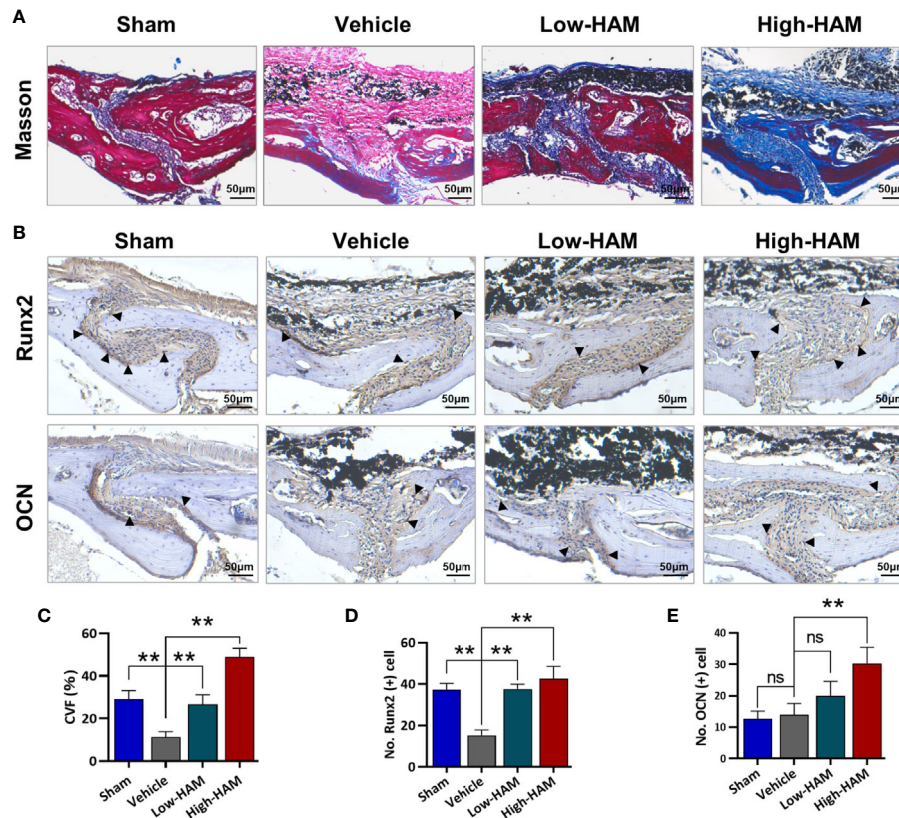 A
Sham Vehicle Low-HAM High-HAM
Masson
50μm 50μm 50μm 50μm
B
Sham Vehicle Low-HAM High-HAM
Runx2
50μm 50μm 50μm 50μm
OCN
50μm 50μm 50μm 50μm
C
CVF (%)
60
40
20
0
** ** **
Sham Vehicle Low-HAM High-HAM
D
No. Runx2 (+) cell
60
40
20
0
** ** **
Sham Vehicle Low-HAM High-HAM
E
No. OCN (+) cell
40
30
20
10
0
ns ns **
Sham Vehicle Low-HAM High-HAM